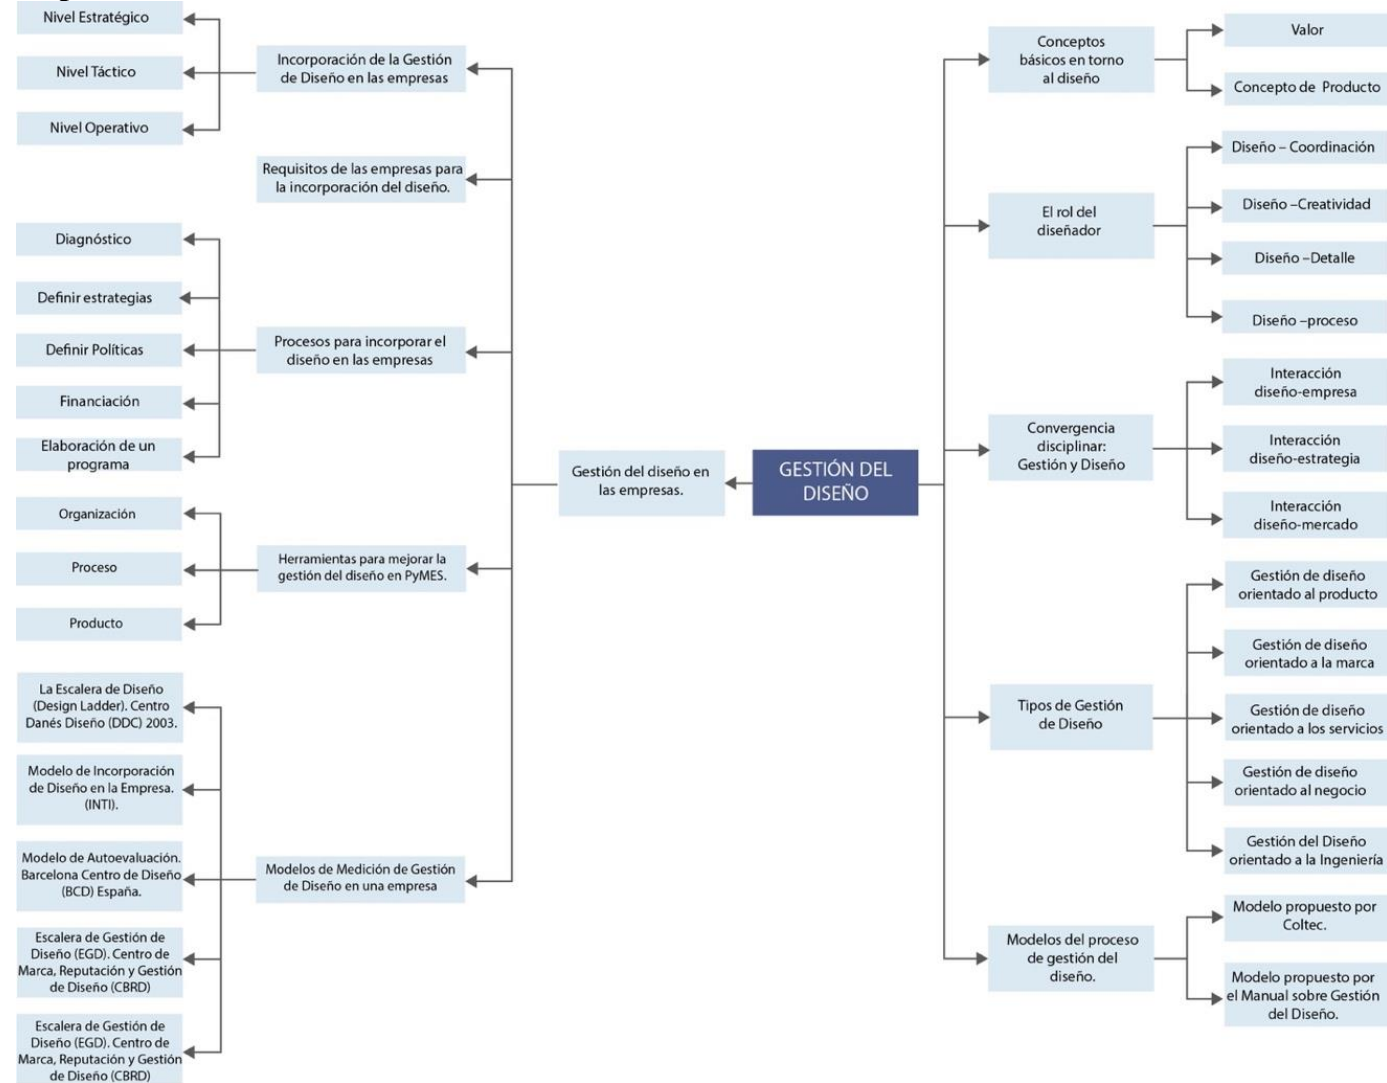 Nivel Estratégico
Nivel Táctico
Nivel Operativo
Incorporación de la Gestión
de Diseño en las empresas
Requisitos de las empresas para
la incorporación del diseño.
Diagnóstico
Definir estrategias
Definir Políticas
Financiación
Elaboración de un
programa
Procesos para incorporar el
diseño en las empresas
Organización
Proceso
Producto
Herramientas para mejorar la
gestión del diseño en PyMES.
La Escalera de Diseño
(Design Ladder). Centro
Danés Diseño (DDC) 2003.
Modelo de Incorporación
de Diseño en la Empresa.
(INTI).
Modelo de Autoevaluación.
Barcelona Centro de Diseño
(BCD) España.
Escalera de Gestión de
Diseño (EGD). Centro de
Marca, Reputación y Gestión
de Diseño (CBRD)
Escalera de Gestión de
Diseño (EGD). Centro de
Marca, Reputación y Gestión
de Diseño (CBRD)
Modelos de Medición de Gestión
de Diseño en una empresa
Gestión del diseño en
las empresas.
GESTIÓN DEL
DISEÑO
Conceptos
básicos en torno
al diseño
Valor
Concepto de Producto
El rol del
diseñador
Diseño – Coordinación
Diseño –Creatividad
Diseño –Detalle
Diseño –proceso
Convergencia
disciplinar:
Gestión y Diseño
Interacción
diseño-empresa
Interacción
diseño-estrategia
Interacción
diseño-mercado
Tipos de Gestión
de Diseño
Gestión de diseño
orientado al producto
Gestión de diseño
orientado a la marca
Gestión de diseño
orientado a los servicios
Gestión de diseño
orientado al negocio
Gestión del Diseño
orientado a la Ingeniería
Modelos del proceso
de gestión del
diseño.
Modelo propuesto por
Coltec.
Modelo propuesto por
el Manual sobre Gestión
del Diseño.